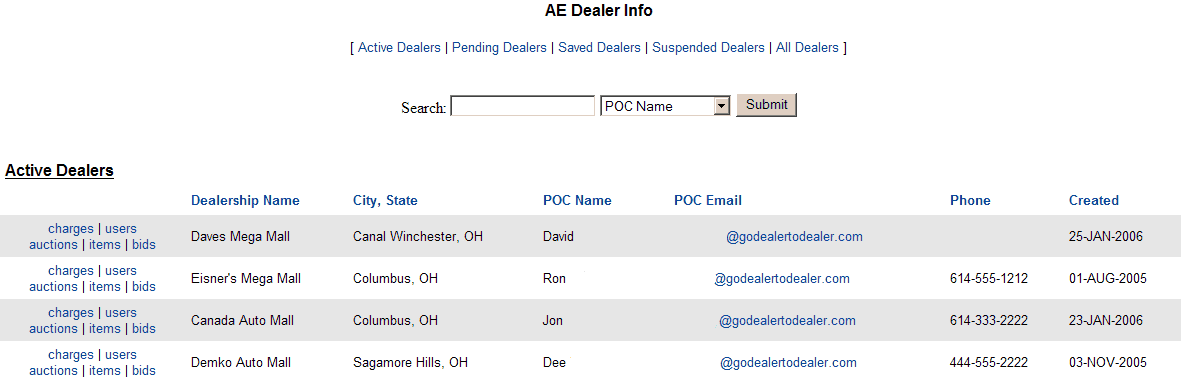 AE Dealer Info
[ Active Dealers | Pending Dealers | Saved Dealers | Suspended Dealers | All Dealers ]
Search: POC Name Submit
Active Dealers
Dealership Name City, State POC Name POC Email Phone Created
charges | users
auctions | items | bids Daves Mega Mall Canal Winchester, OH David @godealertodealer.com 25-JAN-2006
charges | users
auctions | items | bids Eisner's Mega Mall Columbus, OH Ron @godealertodealer.com 614-555-1212 01-AUG-2005
charges | users
auctions | items | bids Canada Auto Mall Columbus, OH Jon @godealertodealer.com 614-333-2222 23-JAN-2006
charges | users
auctions | items | bids Demko Auto Mall Sagamore Hills, OH Dee @godealertodealer.com 444-555-2222 03-NOV-2005